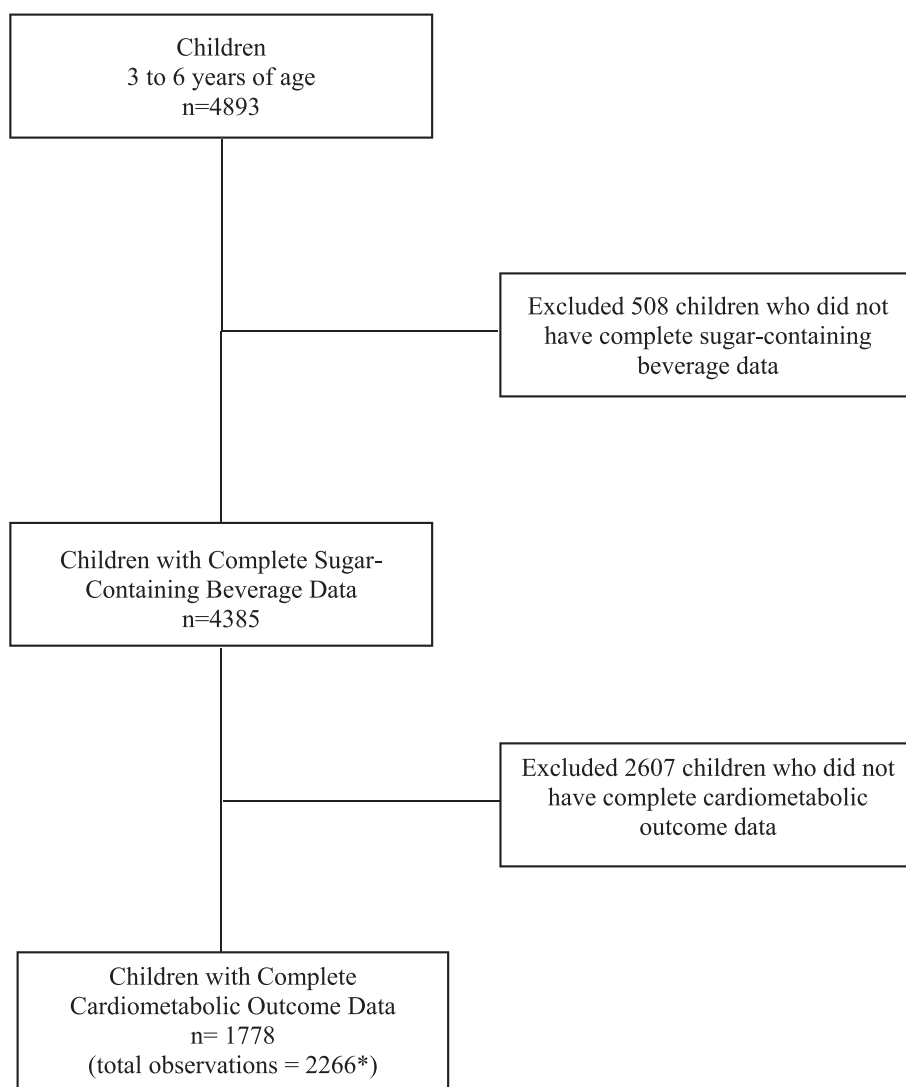 Children
3 to 6 years of age
n=4893
Excluded 508 children who did not
have complete sugar-containing
beverage data
Children with Complete Sugar-
Containing Beverage Data
n=4385
Excluded 2607 children who did not
have complete cardiometabolic
outcome data
Children with Complete
Cardiometabolic Outcome Data
n= 1778
(total observations = 2266*)